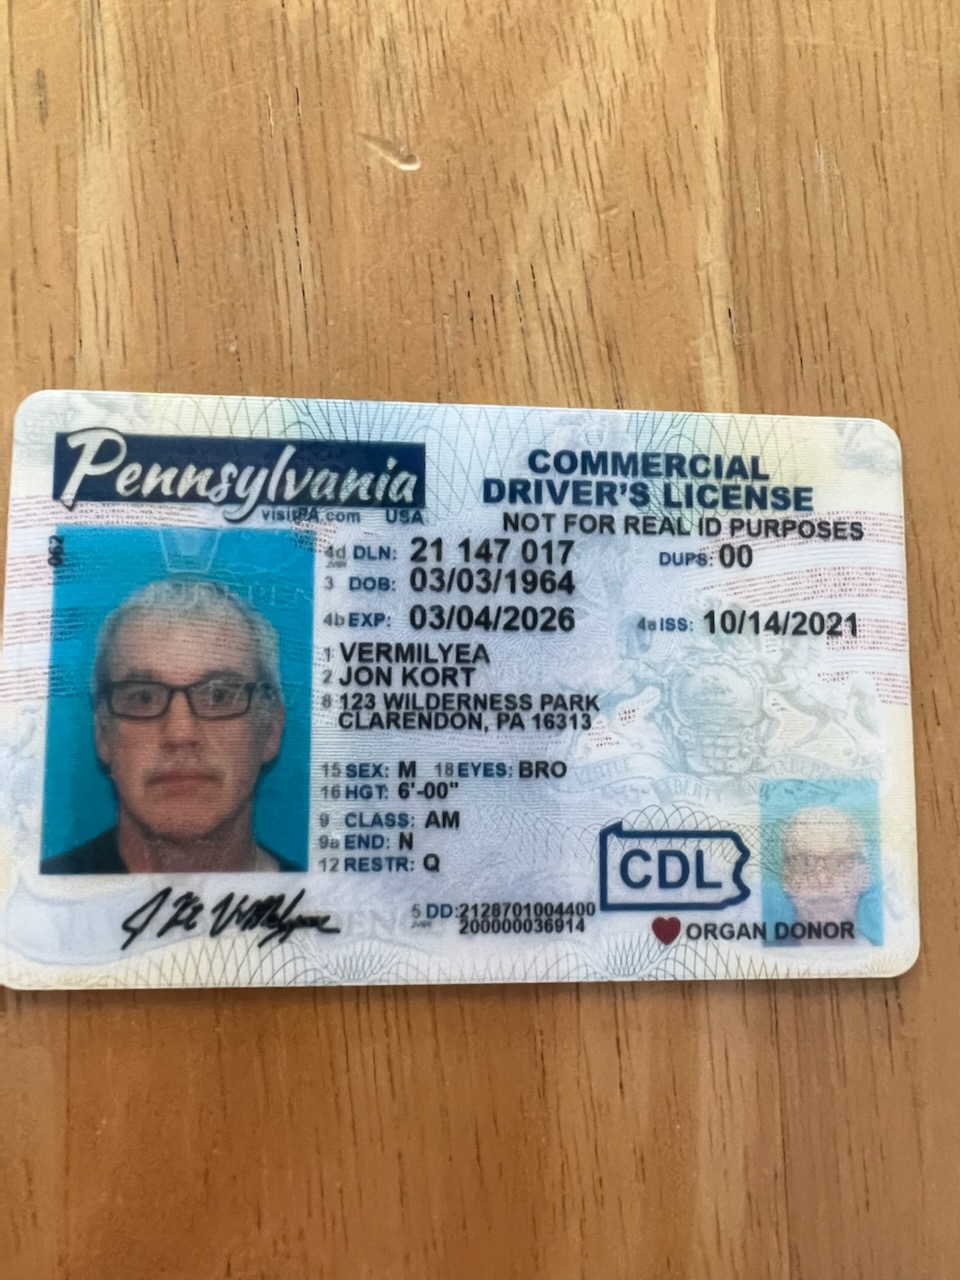 Pennsylvania
visitPA.com USA
COMMERCIAL
DRIVER'S LICENSE
NOT FOR REAL ID PURPOSES
4d DLN: 21 147 017 DUPS: 00
3 DOB: 03/03/1964
4b EXP: 03/04/2026 4a ISS: 10/14/2021
1 VERMILYEA
2 JON KORT
8 123 WILDERNESS PARK
CLARENDON, PA 16313
15 SEX: M 18 EYES: BRO
16 HGT: 6'-00"
9 CLASS: AM
9a END: N
12 RESTR: Q
CDL
5 DD: 2128701004400
200000036914
ORGAN DONOR